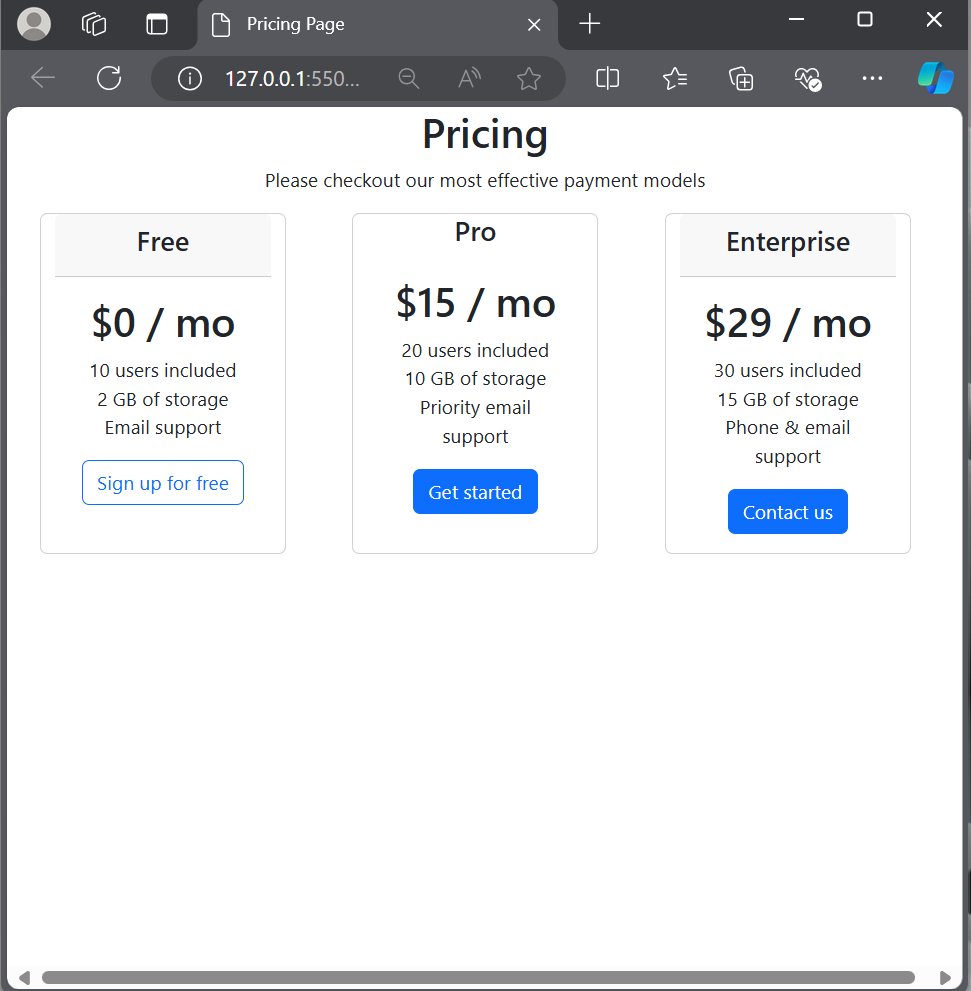 Pricing Page
127.0.0.1:550...
Pricing
Please checkout our most effective payment models
Free
$0 / mo
10 users included
2 GB of storage
Email support
Sign up for free
Pro
$15 / mo
20 users included
10 GB of storage
Priority email
support
Get started
Enterprise
$29 / mo
30 users included
15 GB of storage
Phone & email
support
Contact us